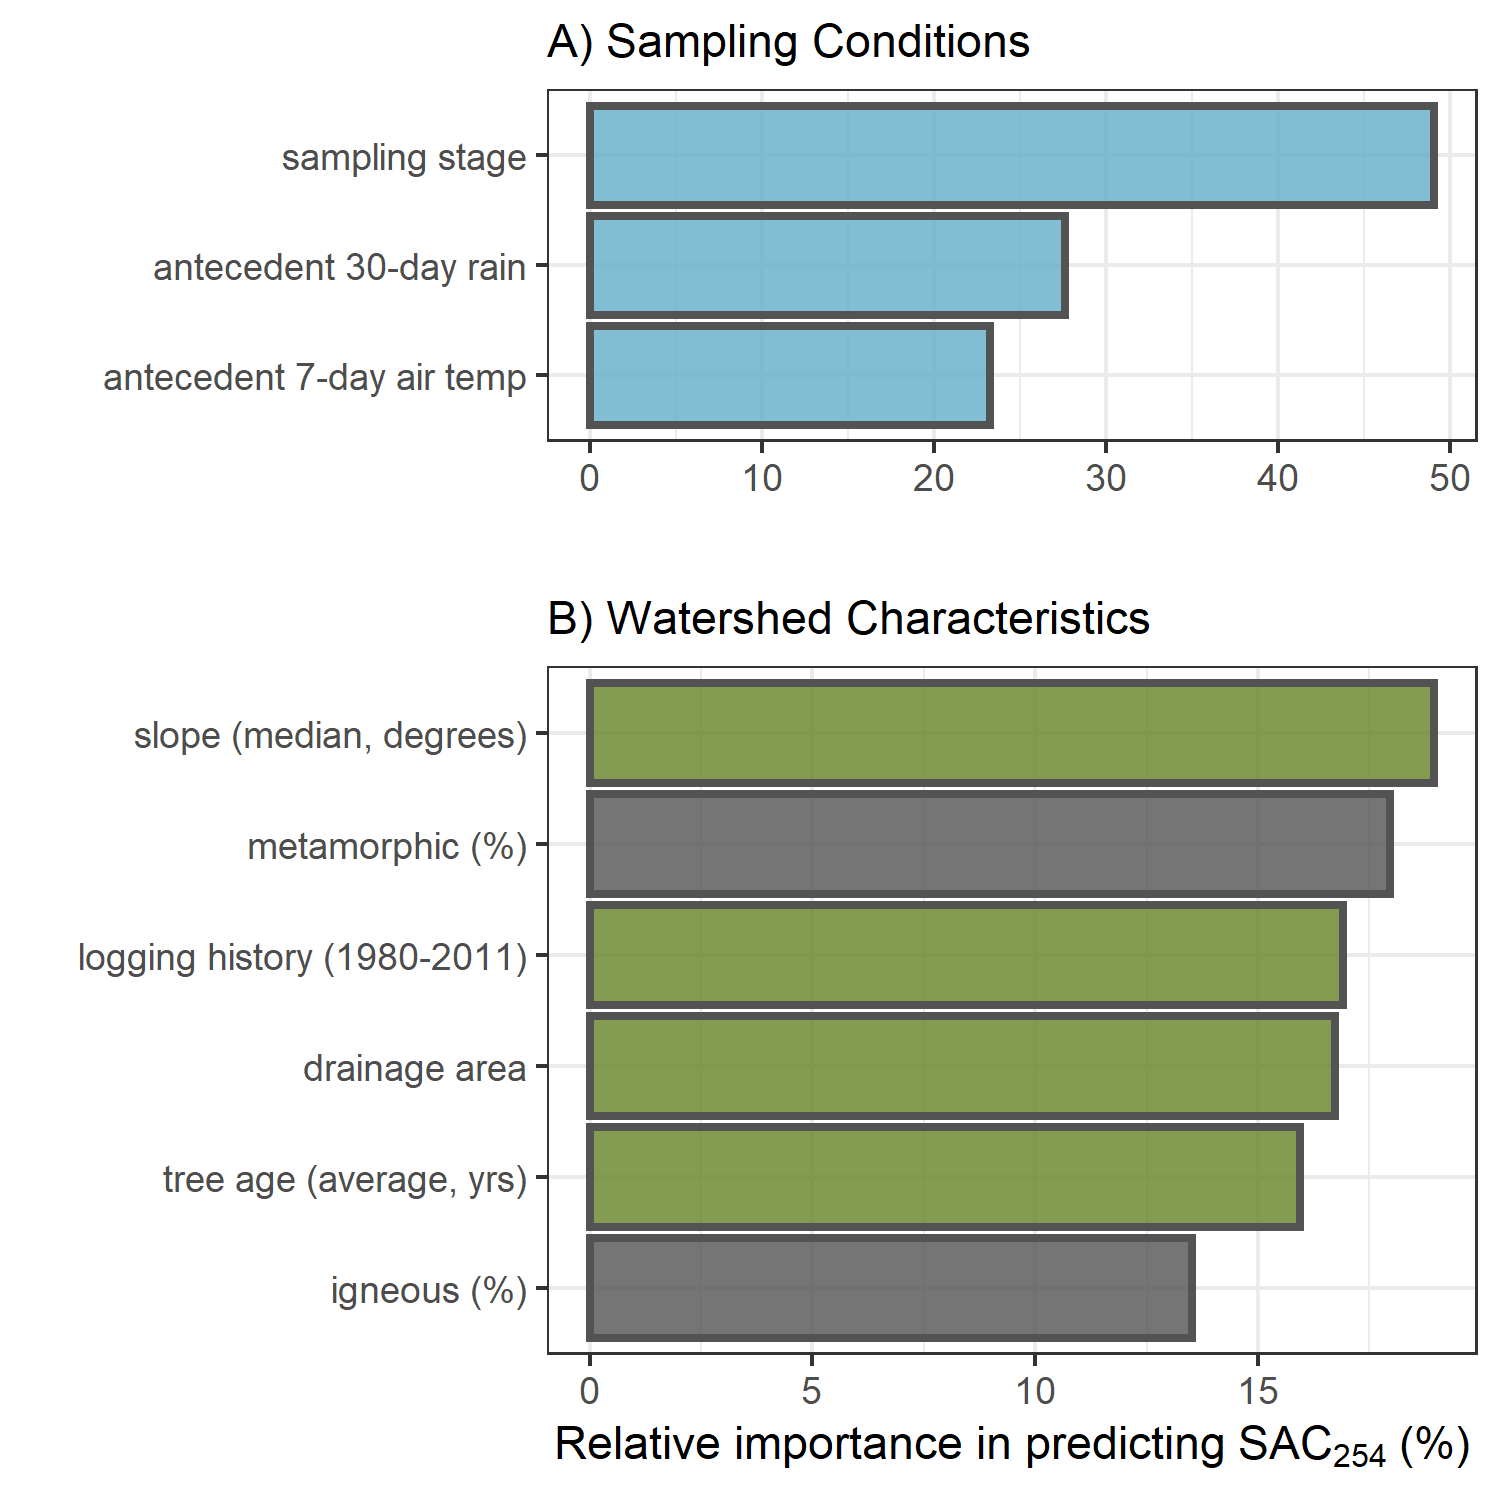 A) Sampling Conditions
sampling stage
antecedent 30-day rain
antecedent 7-day air temp
0 10 20 30 40 50
B) Watershed Characteristics
slope (median, degrees)
metamorphic (%)
logging history (1980-2011)
drainage area
tree age (average, yrs)
igneous (%)
0 5 10 15
Relative importance in predicting SAC₂₅₄ (%)